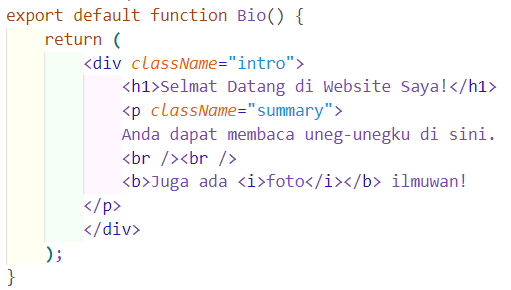 export default function Bio() {
    return (
        <div className="intro">
            <h1>Selmat Datang di Website Saya!</h1>
            <p className="summary">
            Anda dapat membaca uneg-unegku di sini.
            <br /><br />
            <b>Juga ada <i>foto</i></b> ilmuwan!
        </p>
        </div>
    );
}